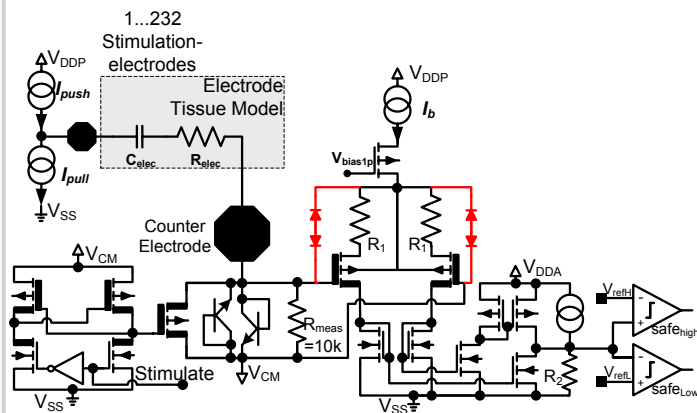 1...232
Stimulation-
electrodes
VDDP
Ipush
Electrode
Tissue Model
Celec
Relec
Ipull
VSS
VDDP
Ib
Vbias1p
Counter
Electrode
R1
R1
VCM
VDDA
VrefH
safehigh
Rmeas
=10k
Stimulate
VCM
R2
VrefL
safeLow
VSS
VSS